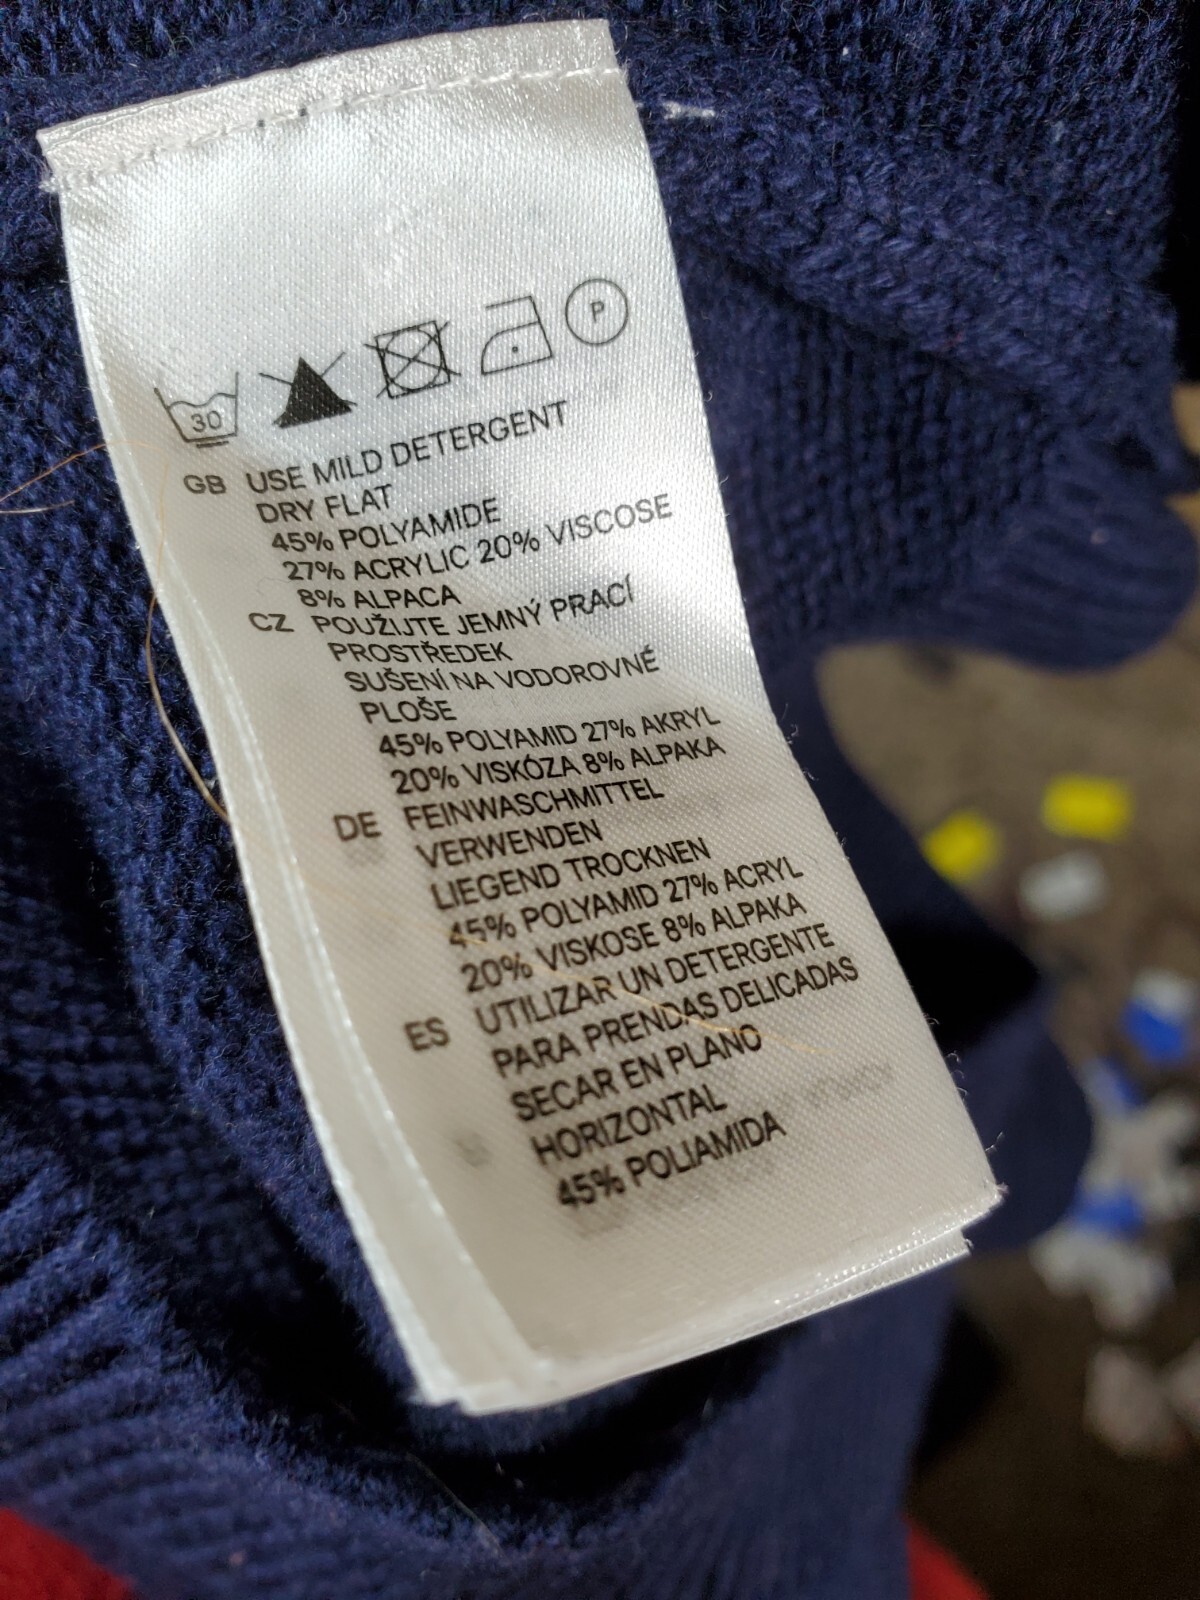 30
P
GB USE MILD DETERGENT
DRY FLAT
45% POLYAMIDE
27% ACRYLIC 20% VISCOSE
8% ALPACA
CZ POUŽIJTE JEMNÝ PRACÍ
PROSTŘEDEK
SUŠENÍ NA VODOROVNÉ
PLOŠE
45% POLYAMID 27% AKRYL
20% VISKÓZA 8% ALPAKA
DE FEINWASCHMITTEL
VERWENDEN
LIEGEND TROCKNEN
45% POLYAMID 27% ACRYL
20% VISKOSE 8% ALPAKA
ES UTILIZAR UN DETERGENTE
PARA PRENDAS DELICADAS
SECAR EN PLANO
HORIZONTAL
45% POLIAMIDA